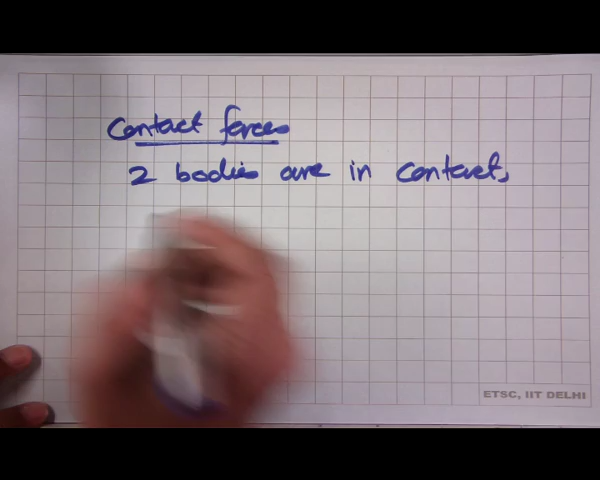 Contact forces
2 bodies are in contact,
ETSC, IIT DELHI